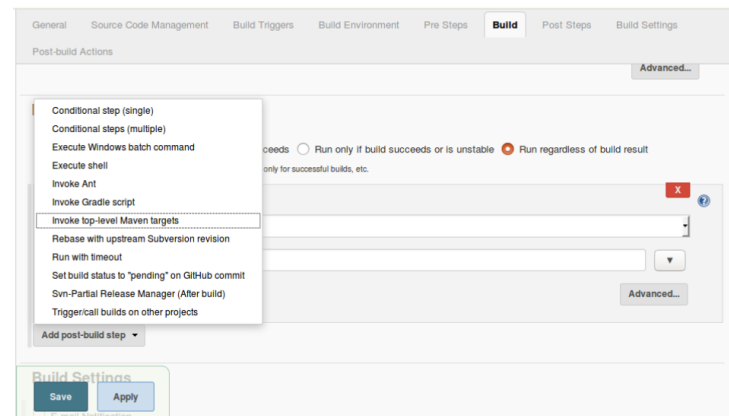 General Source Code Management Build Triggers Build Environment Pre Steps Build Post Steps Build Settings
Post-build Actions
Advanced...
Conditional step (single)
Conditional steps (multiple)
Execute Windows batch command
ceeds Run only if build succeeds or is unstable Run regardless of build result
Execute shell
only for successful builds, etc.
Invoke Ant
X
Invoke Gradle script
Invoke top-level Maven targets
Rebase with upstream Subversion revision
Run with timeout
Set build status to "pending" on GitHub commit
Svn-Partial Release Manager (After build)
Advanced...
Trigger/call builds on other projects
Add post-build step
Build Settings
Save Apply
E-mail Notification